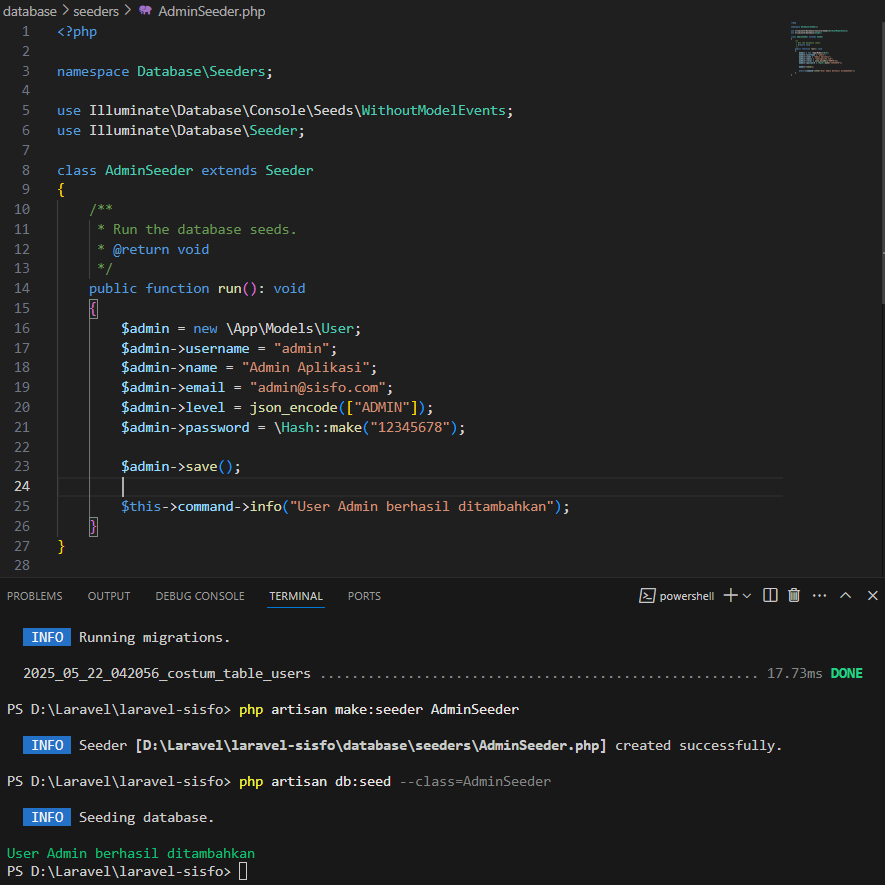 database > seeders > AdminSeeder.php
1 <?php
2
3 namespace Database\Seeders;
4
5 use Illuminate\Database\Console\Seeds\WithoutModelEvents;
6 use Illuminate\Database\Seeder;
7
8 class AdminSeeder extends Seeder
9 {
10     /**
11      * Run the database seeds.
12      * @return void
13      */
14     public function run(): void
15     {
16         $admin = new \App\Models\User;
17         $admin->username = "admin";
18         $admin->name = "Admin Aplikasi";
19         $admin->email = "admin@sisfo.com";
20         $admin->level = json_encode(["ADMIN"]);
21         $admin->password = \Hash::make("12345678");
22
23         $admin->save();
24
25         $this->command->info("User Admin berhasil ditambahkan");
26     }
27 }
28
PROBLEMS OUTPUT DEBUG CONSOLE TERMINAL PORTS powershell
INFO Running migrations.
2025_05_22_042056_costum_table_users ....................................................... 17.73ms DONE
PS D:\Laravel\laravel-sisfo> php artisan make:seeder AdminSeeder
INFO Seeder [D:\Laravel\laravel-sisfo\database\seeders\AdminSeeder.php] created successfully.
PS D:\Laravel\laravel-sisfo> php artisan db:seed --class=AdminSeeder
INFO Seeding database.
User Admin berhasil ditambahkan
PS D:\Laravel\laravel-sisfo>